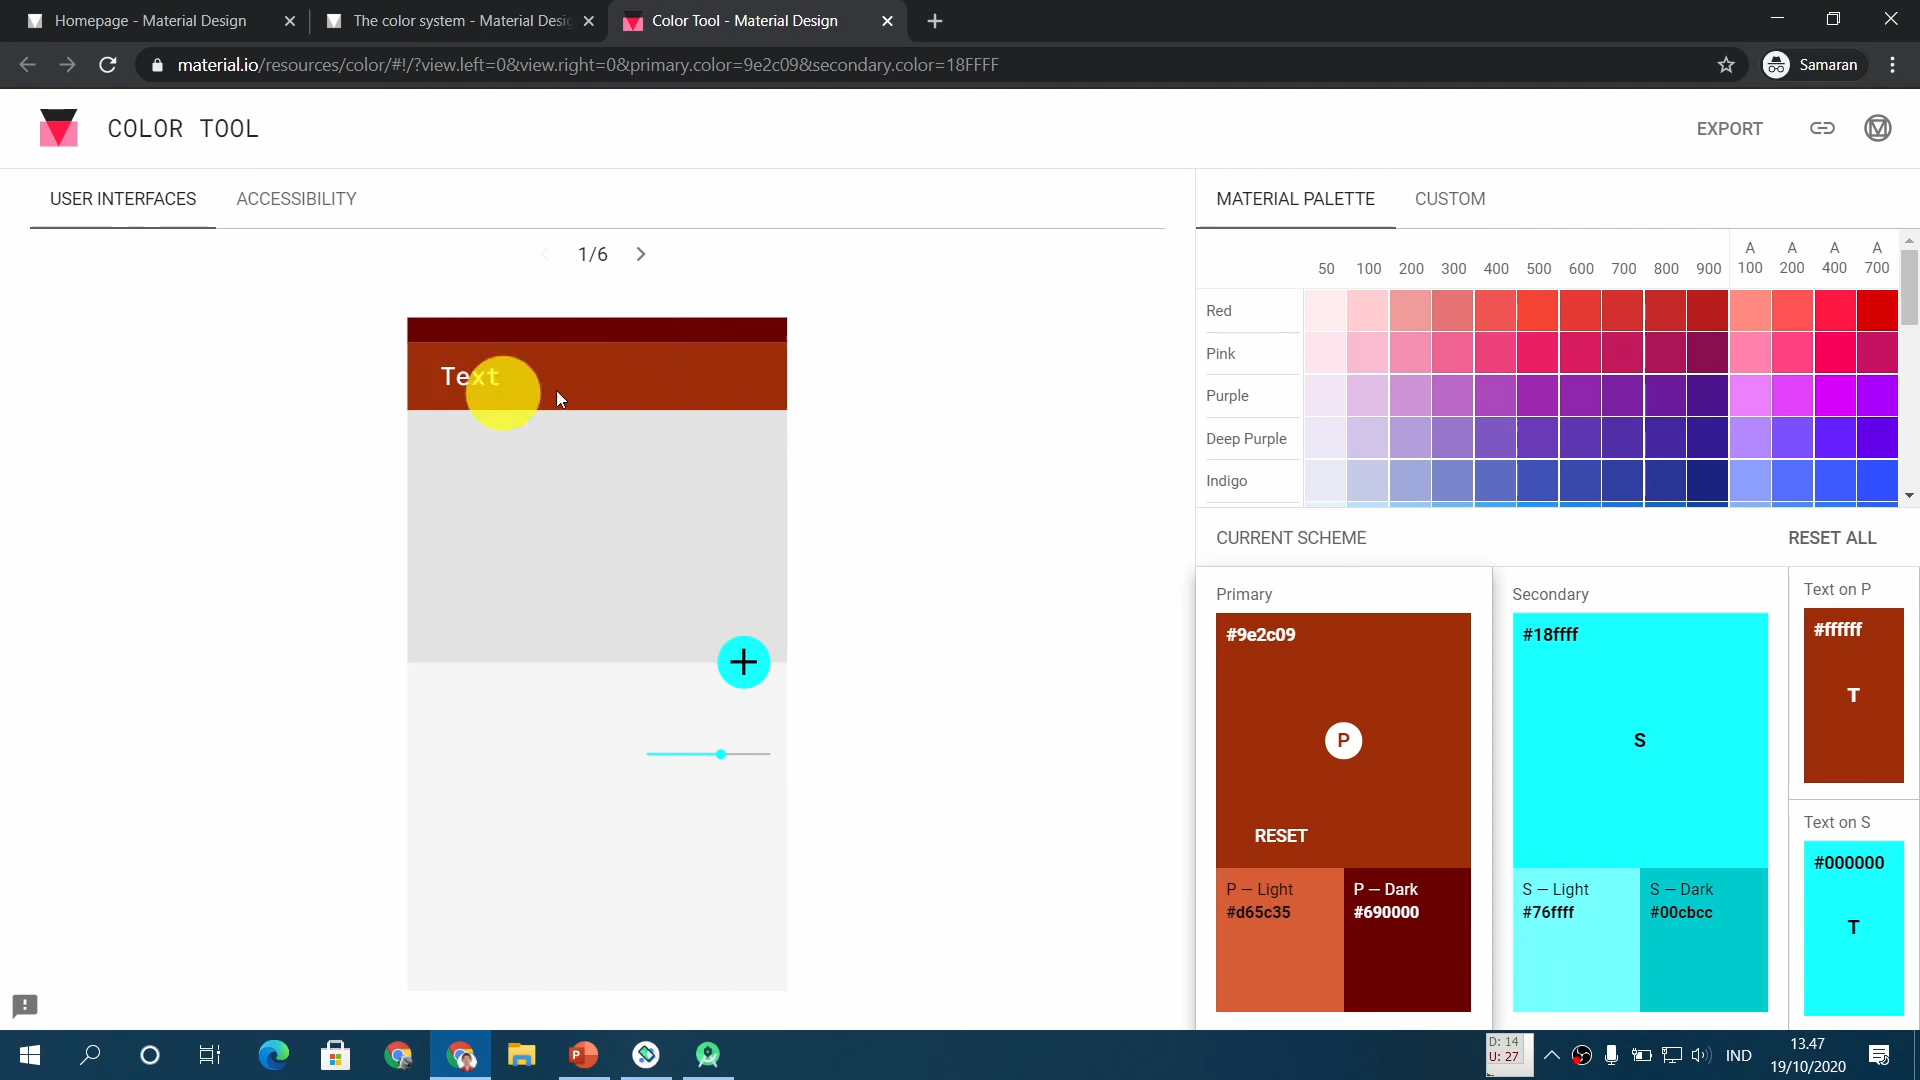 Homepage - Material Design
The color system - Material Desig
Color Tool - Material Design
material.io/resources/color/#!/?view.left=0&view.right=0&primary.color=9e2c09&secondary.color=18FFFF
Samaran
COLOR TOOL
EXPORT
USER INTERFACES
ACCESSIBILITY
MATERIAL PALETTE
CUSTOM
1/6
50 100 200 300 400 500 600 700 800 900 A 100 A 200 A 400 A 700
Red
Pink
Purple
Deep Purple
Indigo
Text
CURRENT SCHEME
RESET ALL
Primary
#9e2c09
P
RESET
P — Light
#d65c35
P — Dark
#690000
Secondary
#18ffff
S
S — Light
#76ffff
S — Dark
#00cbcc
Text on P
#ffffff
T
Text on S
#000000
T
D: 14
U: 27
IND
13.47
19/10/2020